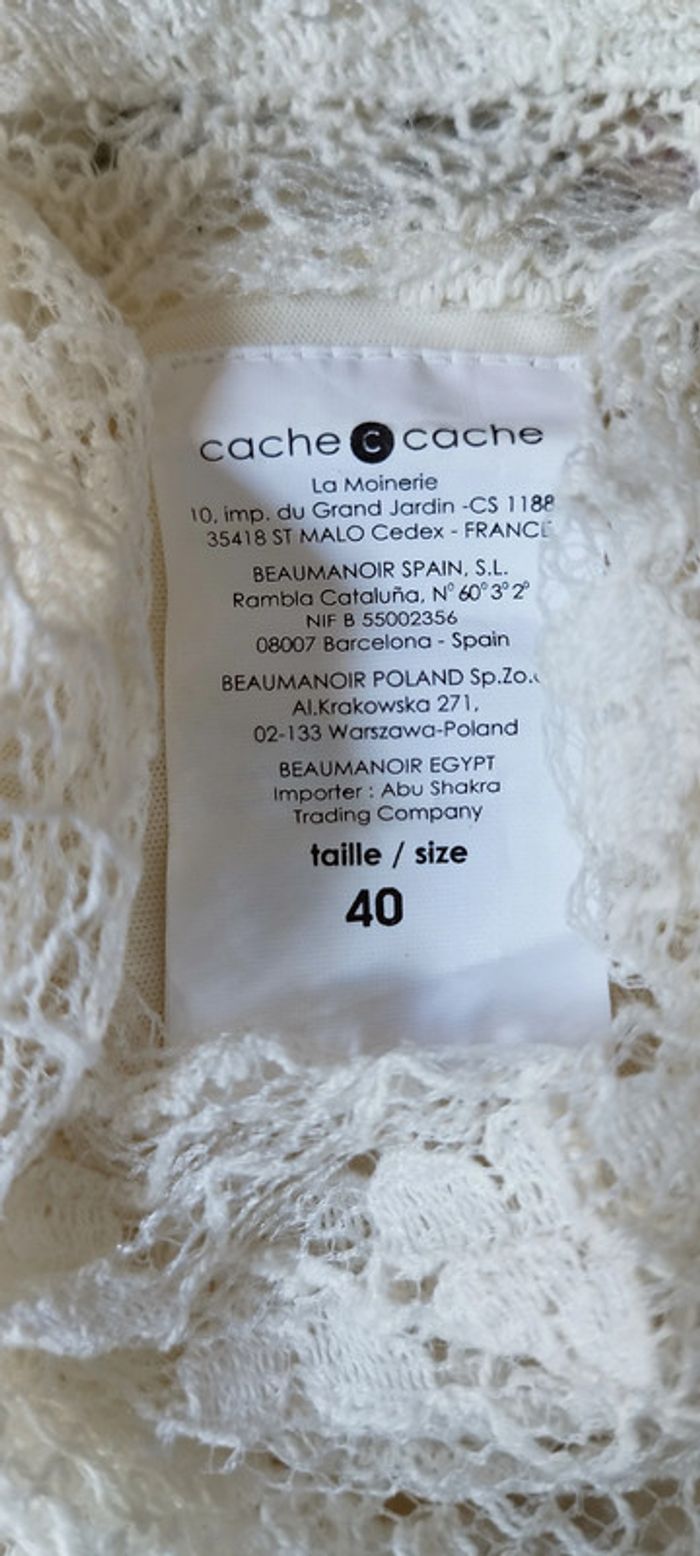 cache c cache
La Moinerie
10, imp. du Grand Jardin -CS 1188
35418 ST MALO Cedex - FRANCE
BEAUMANOIR SPAIN, S.L.
Rambla Cataluña, N° 60° 3° 2°
NIF B 55002356
08007 Barcelona - Spain
BEAUMANOIR POLAND Sp.Zo.
Al.Krakowska 271,
02-133 Warszawa-Poland
BEAUMANOIR EGYPT
Importer : Abu Shakra
Trading Company
taille / size
40